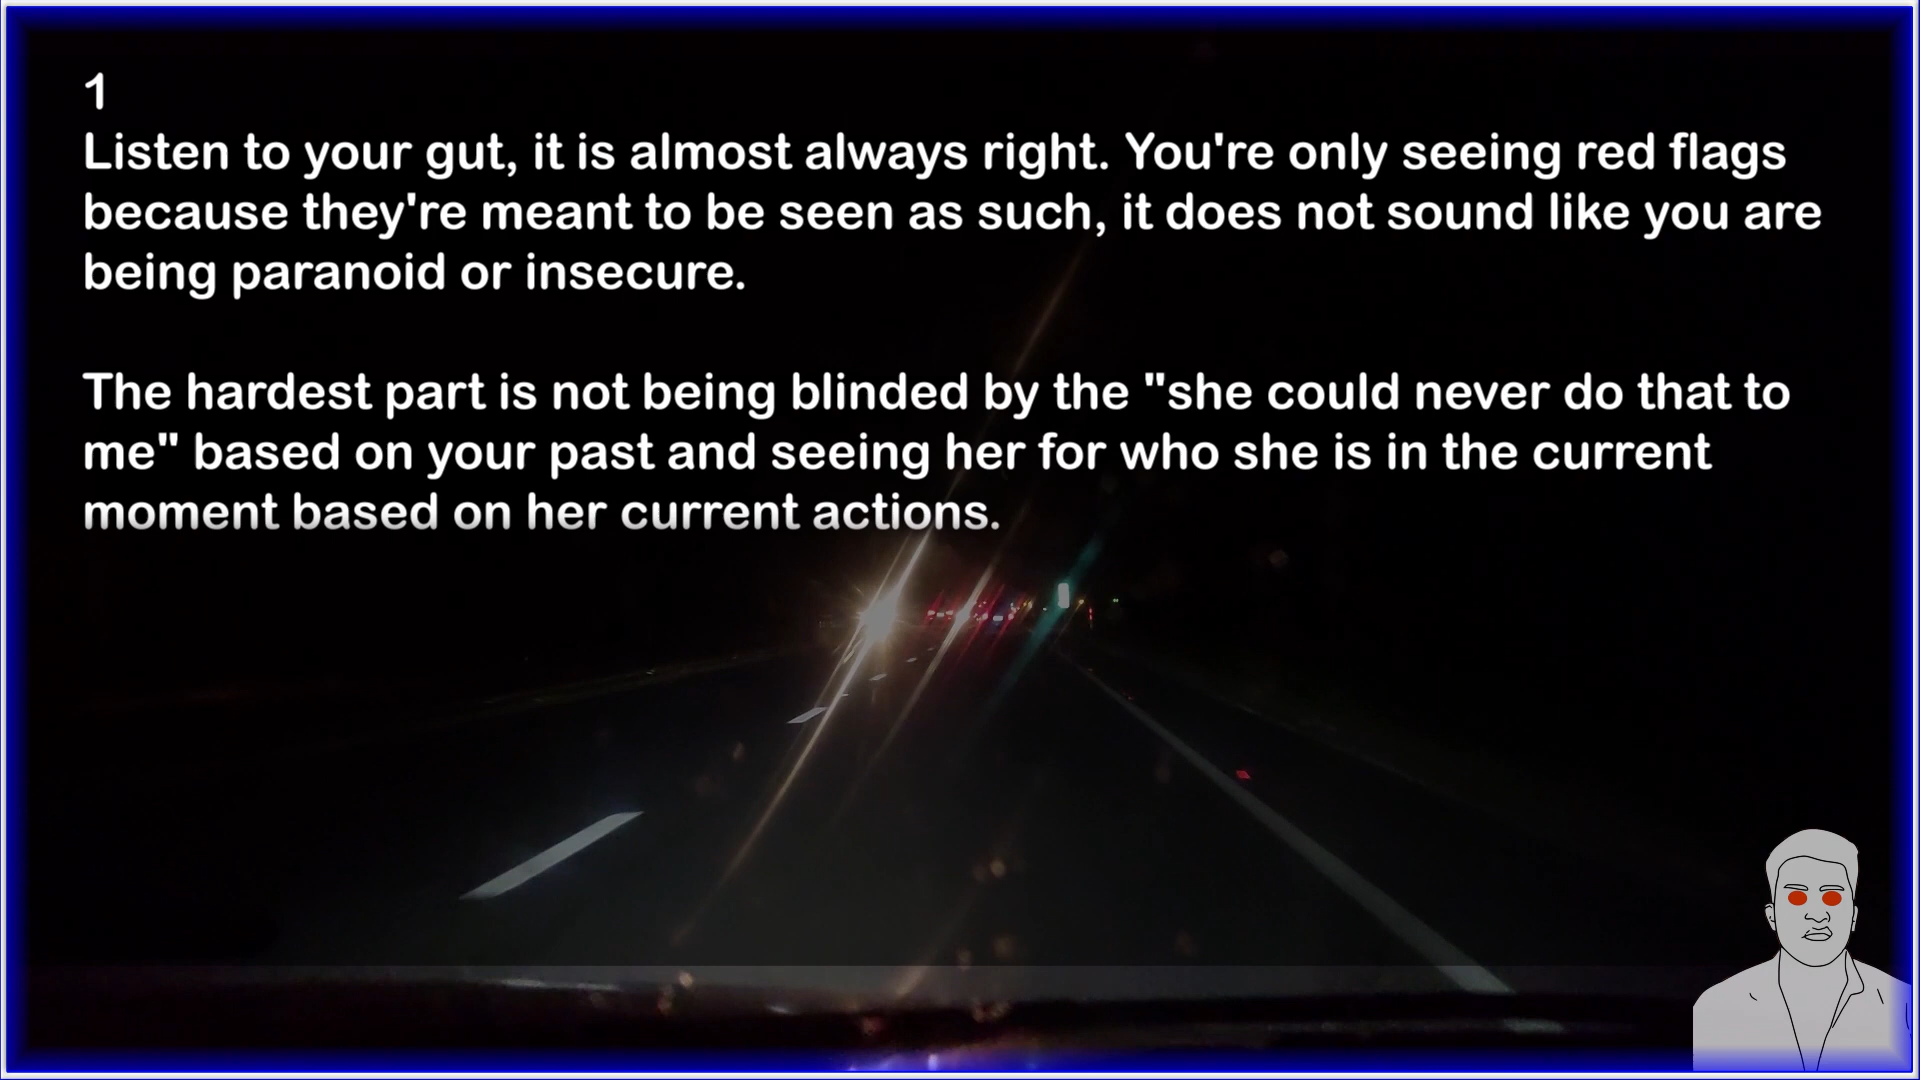 1
Listen to your gut, it is almost always right. You're only seeing red flags
because they're meant to be seen as such, it does not sound like you are
being paranoid or insecure.
The hardest part is not being blinded by the "she could never do that to
me" based on your past and seeing her for who she is in the current
moment based on her current actions.